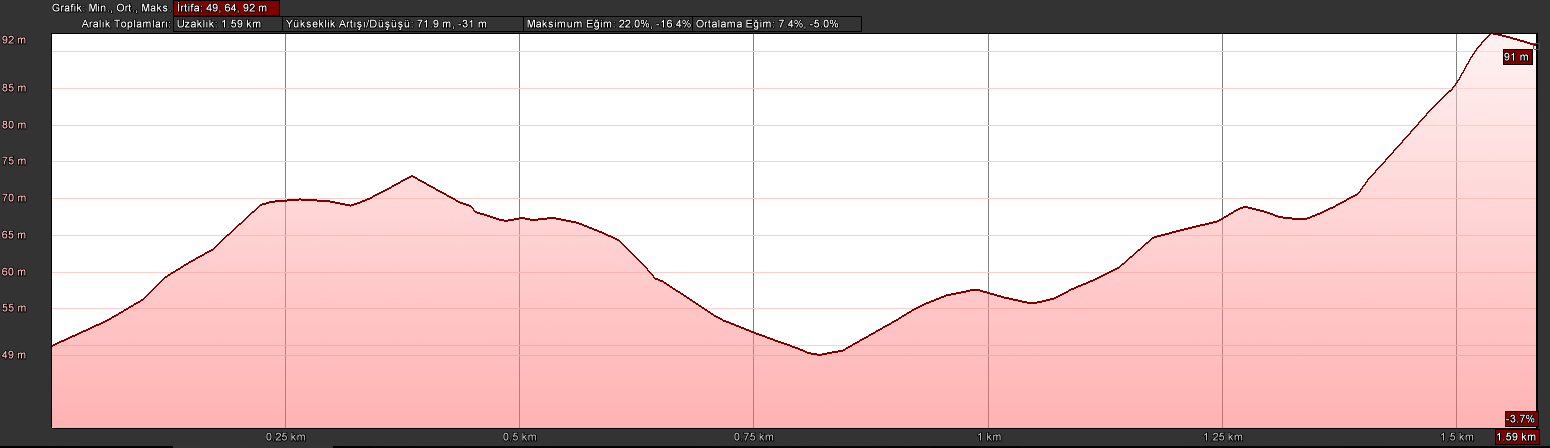 Grafik: Min., Ort., Maks İrtifa: 49, 64, 92 m
Aralık Toplamları: Uzaklık: 1.59 km Yükseklik Artışı/Düşüşü: 71.9 m, -31 m Maksimum Eğim: 22.0%, -16.4% Ortalama Eğim: 7.4%, -5.0%
92 m
91 m
85 m
80 m
75 m
70 m
65 m
60 m
55 m
49 m
-3.7%
0.25 km 0.5 km 0.75 km 1 km 1.25 km 1.5 km 1.59 km